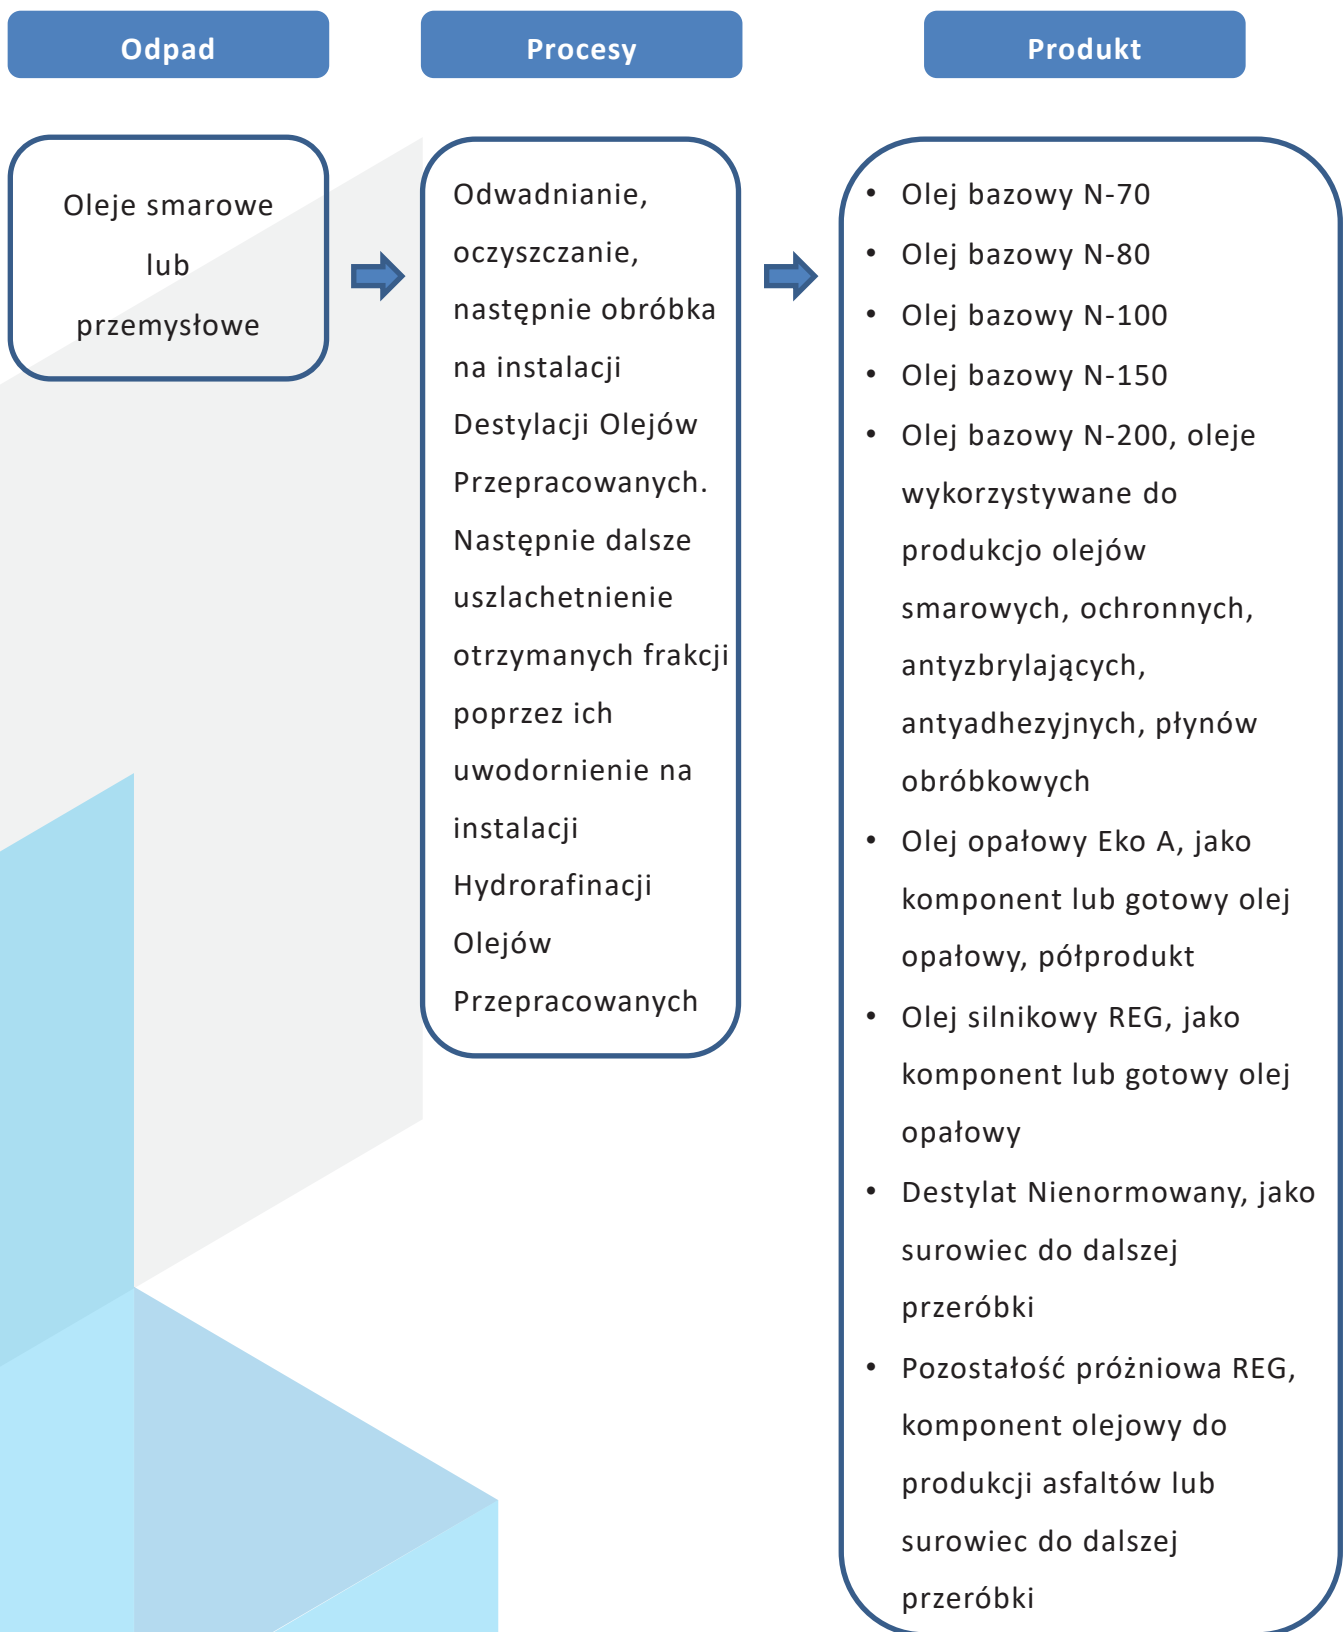 Odpad
Procesy
Produkt
Oleje smarowe
lub
przemysłowe
Odwadnianie,
oczyszczanie,
następnie obróbka
na instalacji
Destylacji Olejów
Przepracowanych.
Następnie dalsze
uszlachetnienie
otrzymanych frakcji
poprzez ich
uwodornienie na
instalacji
Hydrorafinacji
Olejów
Przepracowanych
• Olej bazowy N-70
• Olej bazowy N-80
• Olej bazowy N-100
• Olej bazowy N-150
• Olej bazowy N-200, oleje
wykorzystywane do
produkcjo olejów
smarowych, ochronnych,
antyzbrylających,
antyadhezyjnych, płynów
obróbkowych
• Olej opałowy Eko A, jako
komponent lub gotowy olej
opałowy, półprodukt
• Olej silnikowy REG, jako
komponent lub gotowy olej
opałowy
• Destylat Nienormowany, jako
surowiec do dalszej
przeróbki
• Pozostałość próżniowa REG,
komponent olejowy do
produkcji asfaltów lub
surowiec do dalszej
przeróbki